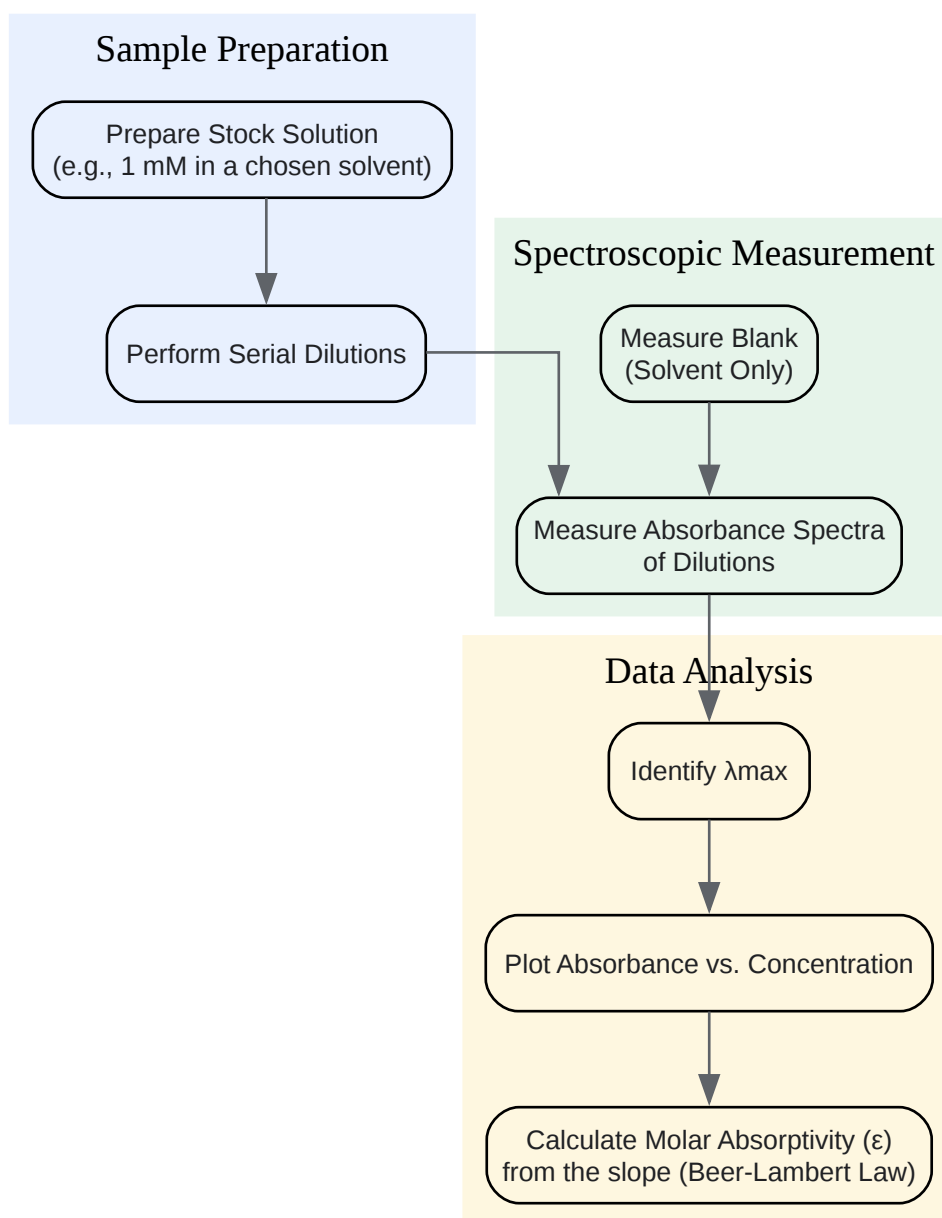 Sample Preparation
Prepare Stock Solution
(e.g., 1 mM in a chosen solvent)
Perform Serial Dilutions
Spectroscopic Measurement
Measure Blank
(Solvent Only)
Measure Absorbance Spectra
of Dilutions
Data Analysis
Identify λmax
Plot Absorbance vs. Concentration
Calculate Molar Absorptivity (ε)
from the slope (Beer-Lambert Law)